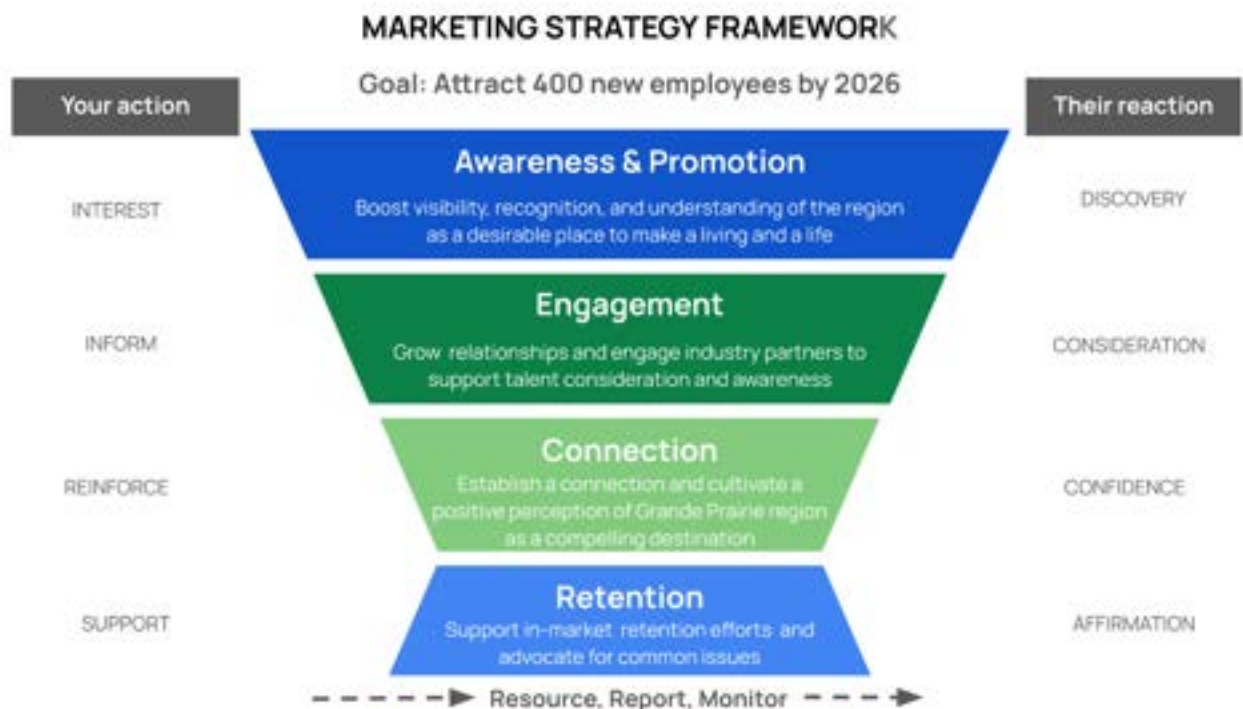 MARKETING STRATEGY FRAMEWORK
Goal: Attract 400 new employees by 2026
Your action
Their reaction
Awareness & Promotion
Boost visibility, recognition, and understanding of the region
as a desirable place to make a living and a life
INTEREST
DISCOVERY
Engagement
Grow relationships and engage industry partners to
support talent consideration and awareness
INFORM
CONSIDERATION
Connection
Establish a connection and cultivate a
positive perception of Grande Prairie region
as a compelling destination
REINFORCE
CONFIDENCE
Retention
Support in-market retention efforts and
advocate for common issues
SUPPORT
AFFIRMATION
Resource, Report, Monitor